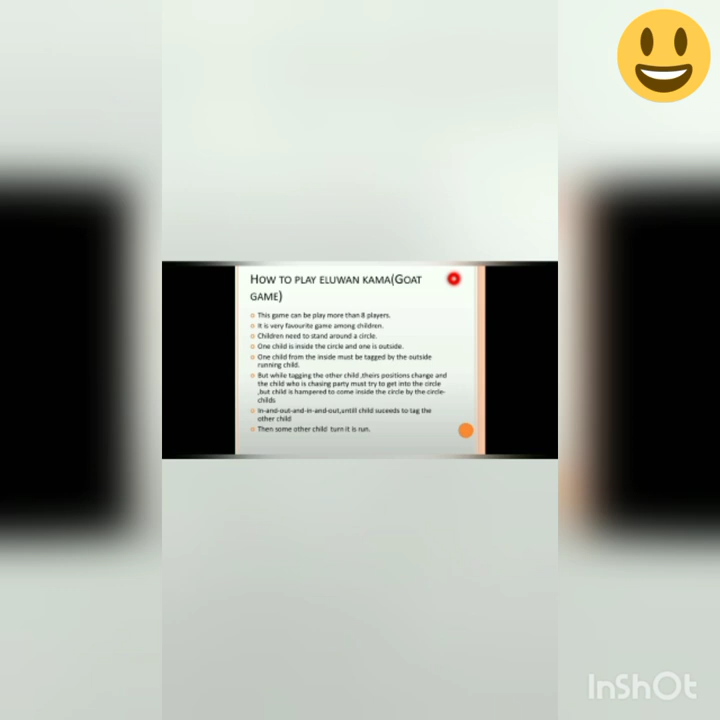 HOW TO PLAY ELUWAN KAMA(GOAT
GAME)
This game can be play more than 8 players.
It is very favourite game among children.
Children need to stand around a circle.
One child is inside the circle and one is outside.
One child from the inside must be tagged by the outside
running child.
But while tagging the other child ,theirs positions change and
the child who is chasing party must try to get into the circle
,but child is hampered to come inside the circle by the circle-
childs
In-and-out-and-in-and-out,untill child suceeds to tag the
other child
Then some other child turn it is run.
InShOt